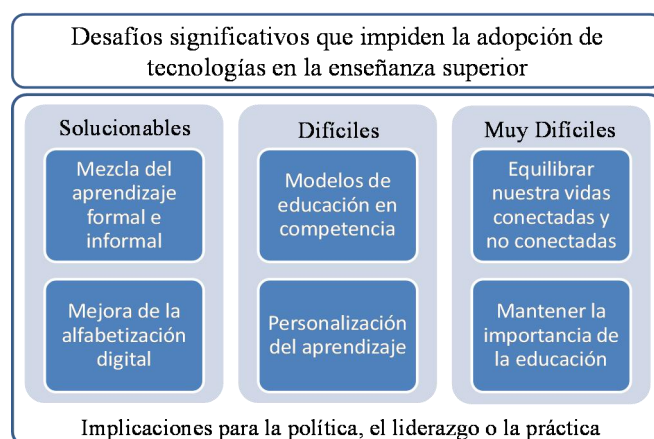 Desafíos significativos que impiden la adopción de
tecnologías en la enseñanza superior
Solucionables
Mezcla del
aprendizaje
formal e
informal
Mejora de la
alfabetización
digital
Difíciles
Modelos de
educación en
competencia
Personalización
del aprendizaje
Muy Difíciles
Equilibrar
nuestra vidas
conectadas y
no conectadas
Mantener la
importancia de
la educación
Implicaciones para la política, el liderazgo o la práctica